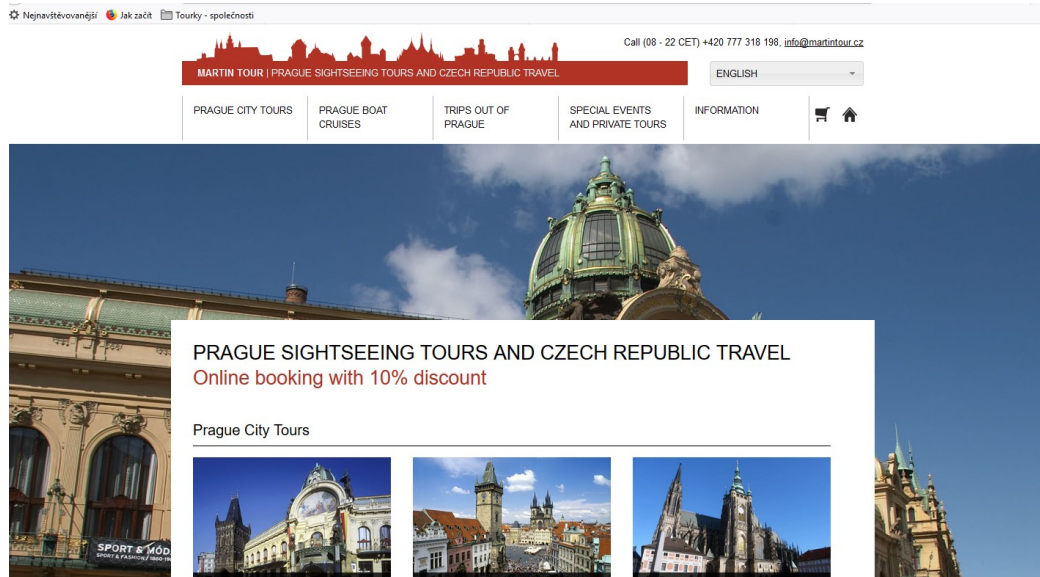 Nejnavštěvovanější Jak začít Tourky - společnosti
Call (08 - 22 CET) +420 777 318 198, info@martintour.cz
MARTIN TOUR | PRAGUE SIGHTSEEING TOURS AND CZECH REPUBLIC TRAVEL
ENGLISH
PRAGUE CITY TOURS
PRAGUE BOAT
CRUISES
TRIPS OUT OF
PRAGUE
SPECIAL EVENTS
AND PRIVATE TOURS
INFORMATION
PRAGUE SIGHTSEEING TOURS AND CZECH REPUBLIC TRAVEL
Online booking with 10% discount
Prague City Tours
SPORT & MÓD